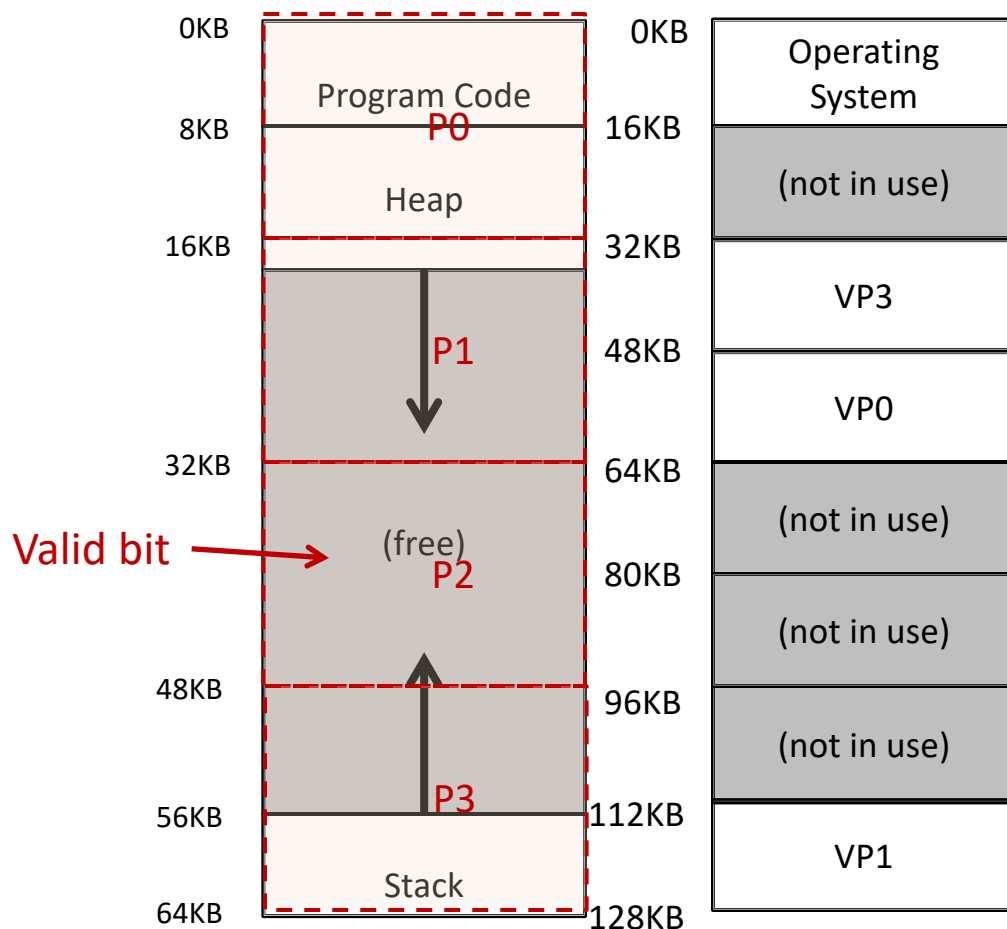 0KB
Program Code
P0
8KB
Heap
16KB
P1
32KB
Valid bit
(free)
P2
48KB
P3
56KB
Stack
64KB
0KB
Operating
System
16KB
(not in use)
32KB
VP3
48KB
VP0
64KB
(not in use)
80KB
(not in use)
96KB
(not in use)
112KB
VP1
128KB